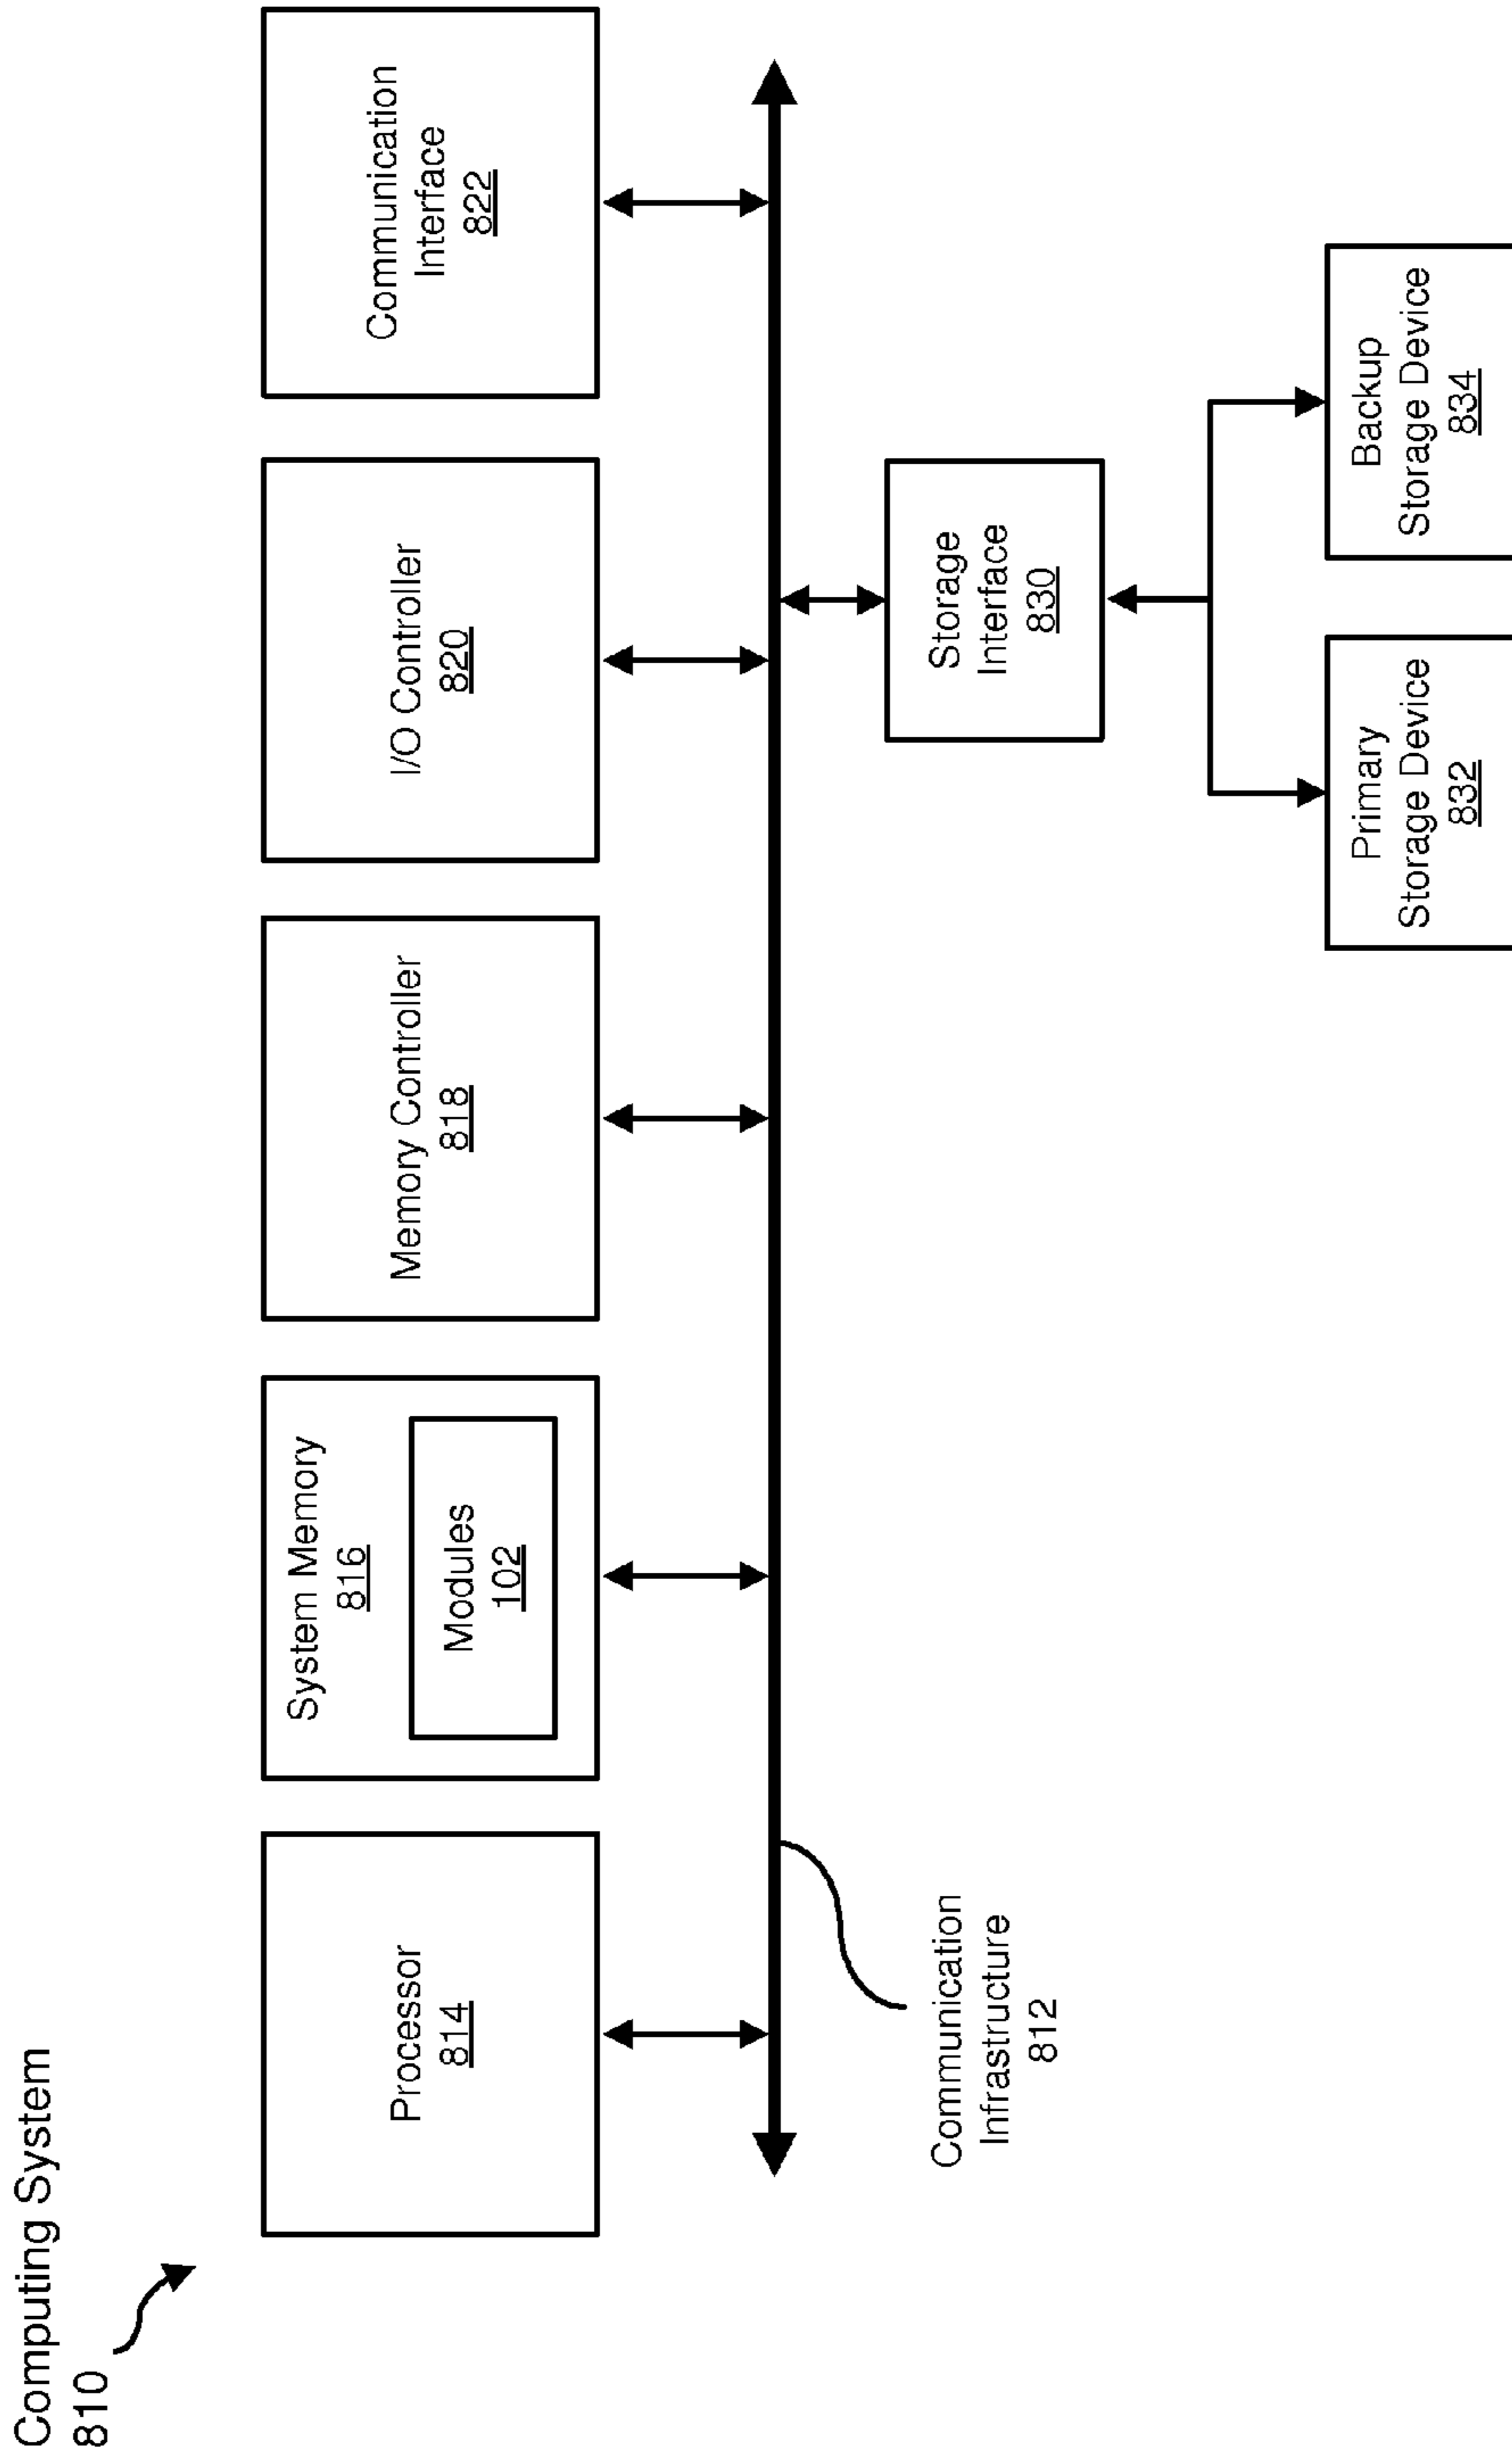 Computing System
810
Processor
814
System Memory
816
Modules
102
Memory Controller
818
I/O Controller
820
Communication
Interface
822
Communication
Infrastructure
812
Storage
Interface
830
Primary
Storage Device
832
Backup
Storage Device
834